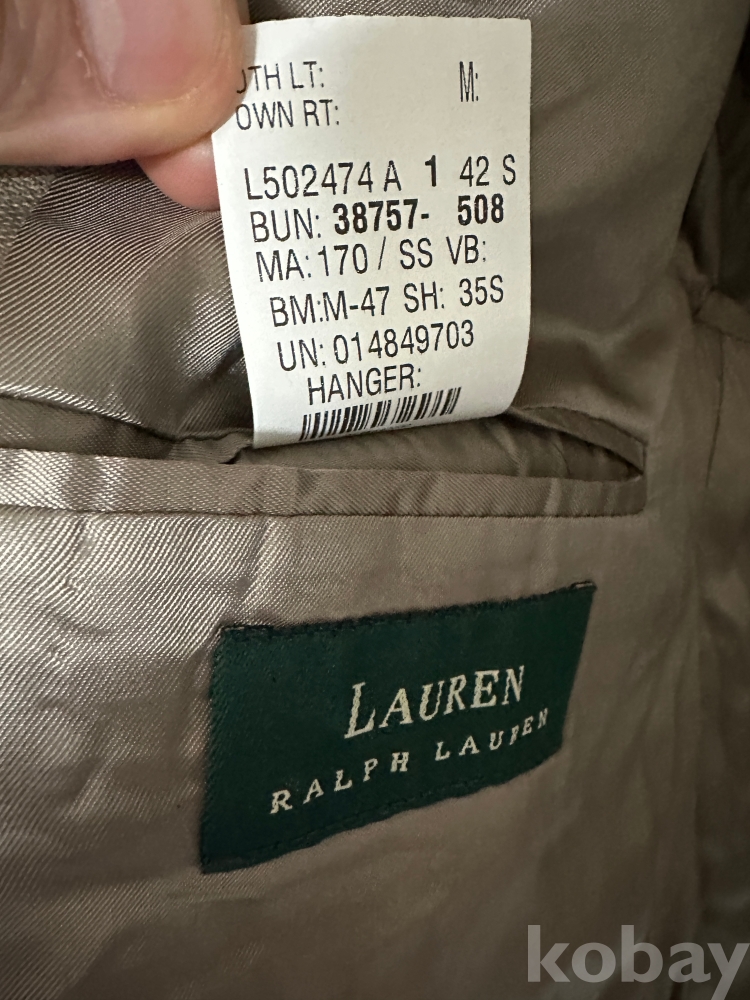 OTH LT: M:
OWN RT:
L502474 A 1 42 S
BUN: 38757- 508
MA: 170 / SS VB:
BM:M-47 SH: 35S
UN: 014849703
HANGER:
LAUREN
RALPH LAUREN
kobay